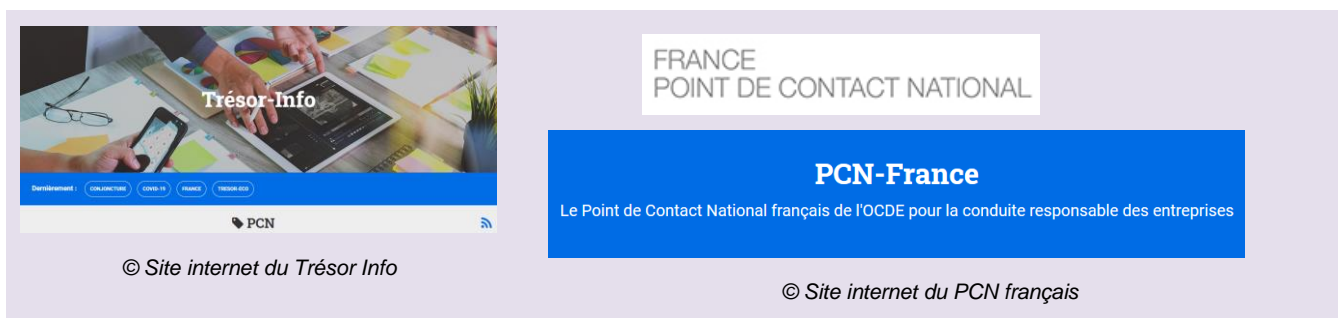 Trésor-Info
Dernièrement : CONJONCTURE COVID-19 FRANCE TRESOR-ECO
PCN
© Site internet du Trésor Info
FRANCE
POINT DE CONTACT NATIONAL
PCN-France
Le Point de Contact National français de l'OCDE pour la conduite responsable des entreprises
© Site internet du PCN français